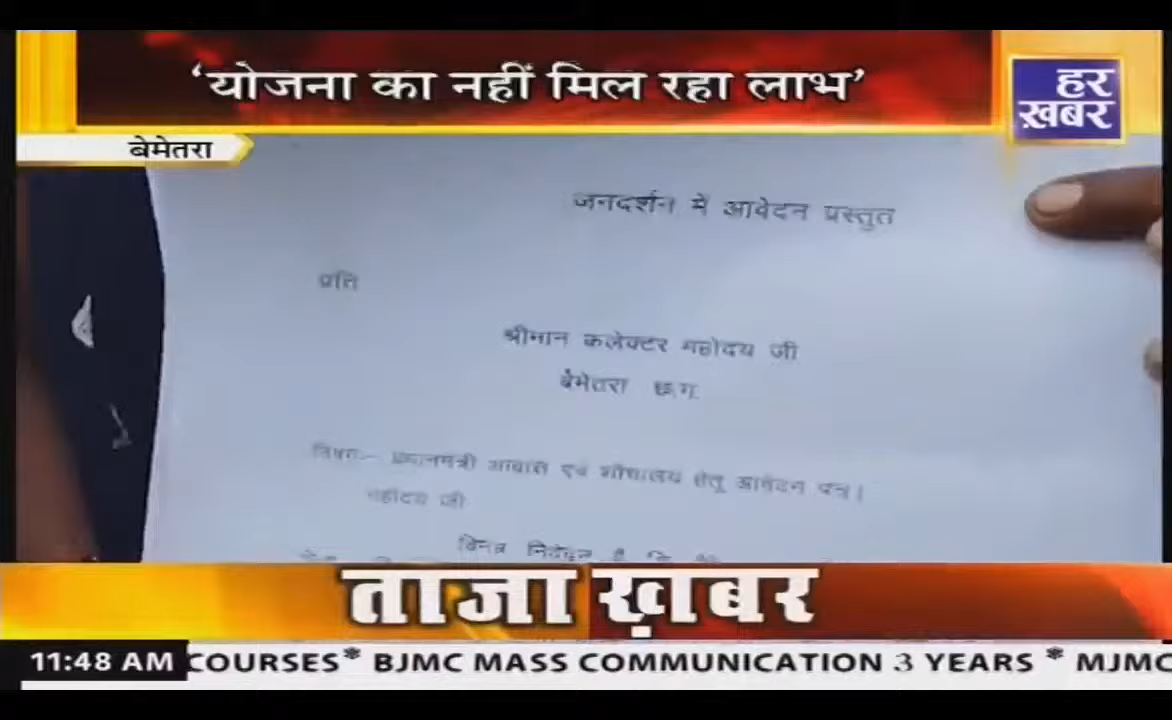 ‘योजना का नहीं मिल रहा लाभ’
हर
ख़बर
बेमेतरा
जनदर्शन में आवेदन प्रस्तुत
प्रति
श्रीमान कलेक्टर महोदय जी
बेमेतरा छ.ग.
विषय:- प्रधानमंत्री आवास एवं शौचालय हेतु आवेदन पत्र।
महोदय जी
विनम्र निवेदन है कि
ताजा ख़बर
11:48 AM COURSES* BJMC MASS COMMUNICATION 3 YEARS * MJMC